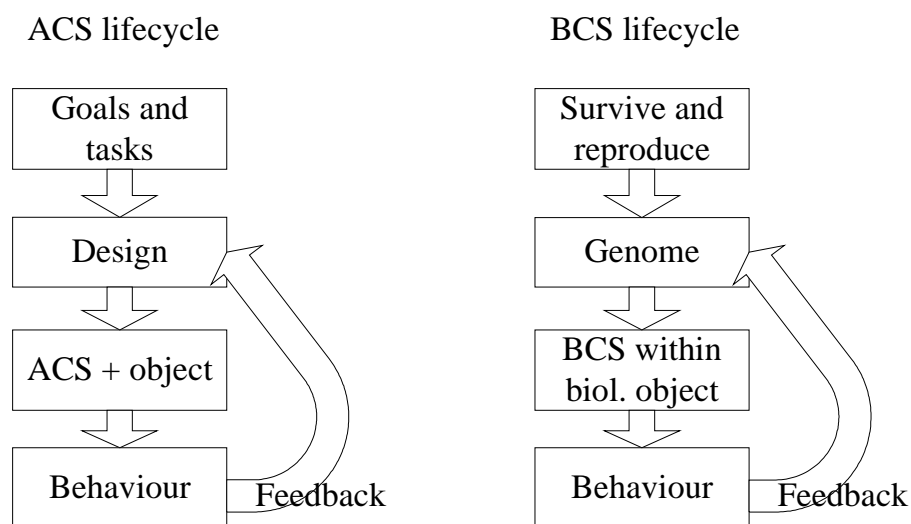 ACS lifecycle
Goals and
tasks
Design
ACS + object
Behaviour
Feedback
BCS lifecycle
Survive and
reproduce
Genome
BCS within
biol. object
Behaviour
Feedback